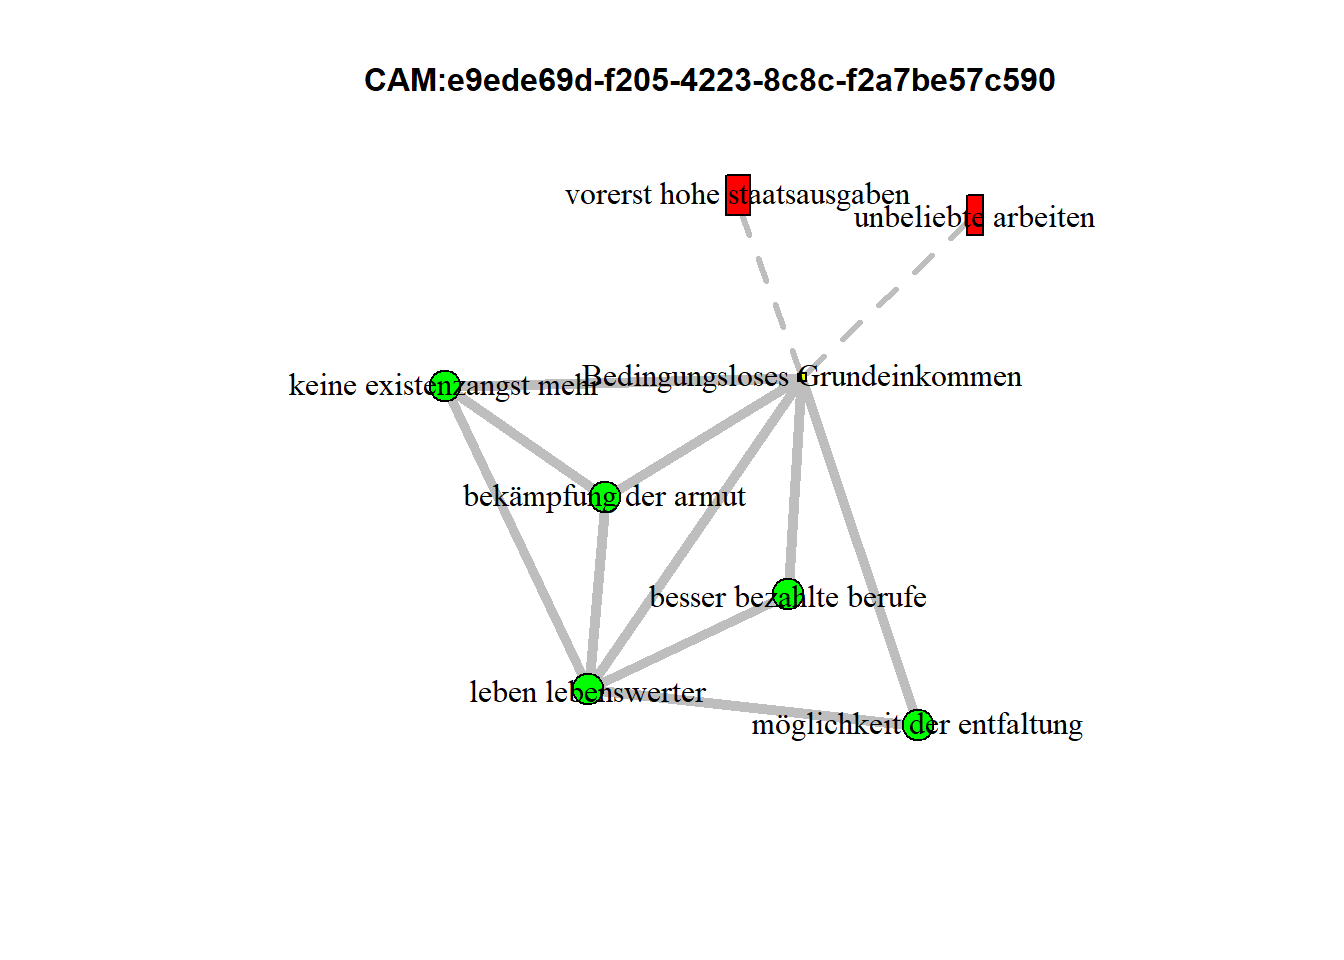 CAM:e9ede69d-f205-4223-8c8c-f2a7be57c590
vorerst hohe staatsausgaben
unbeliebte arbeiten
Bedingungsloses Grundeinkommen
keine existenzangst mehr
bekämpfung der armut
besser bezahlte berufe
leben lebenswerter
möglichkeit der entfaltung